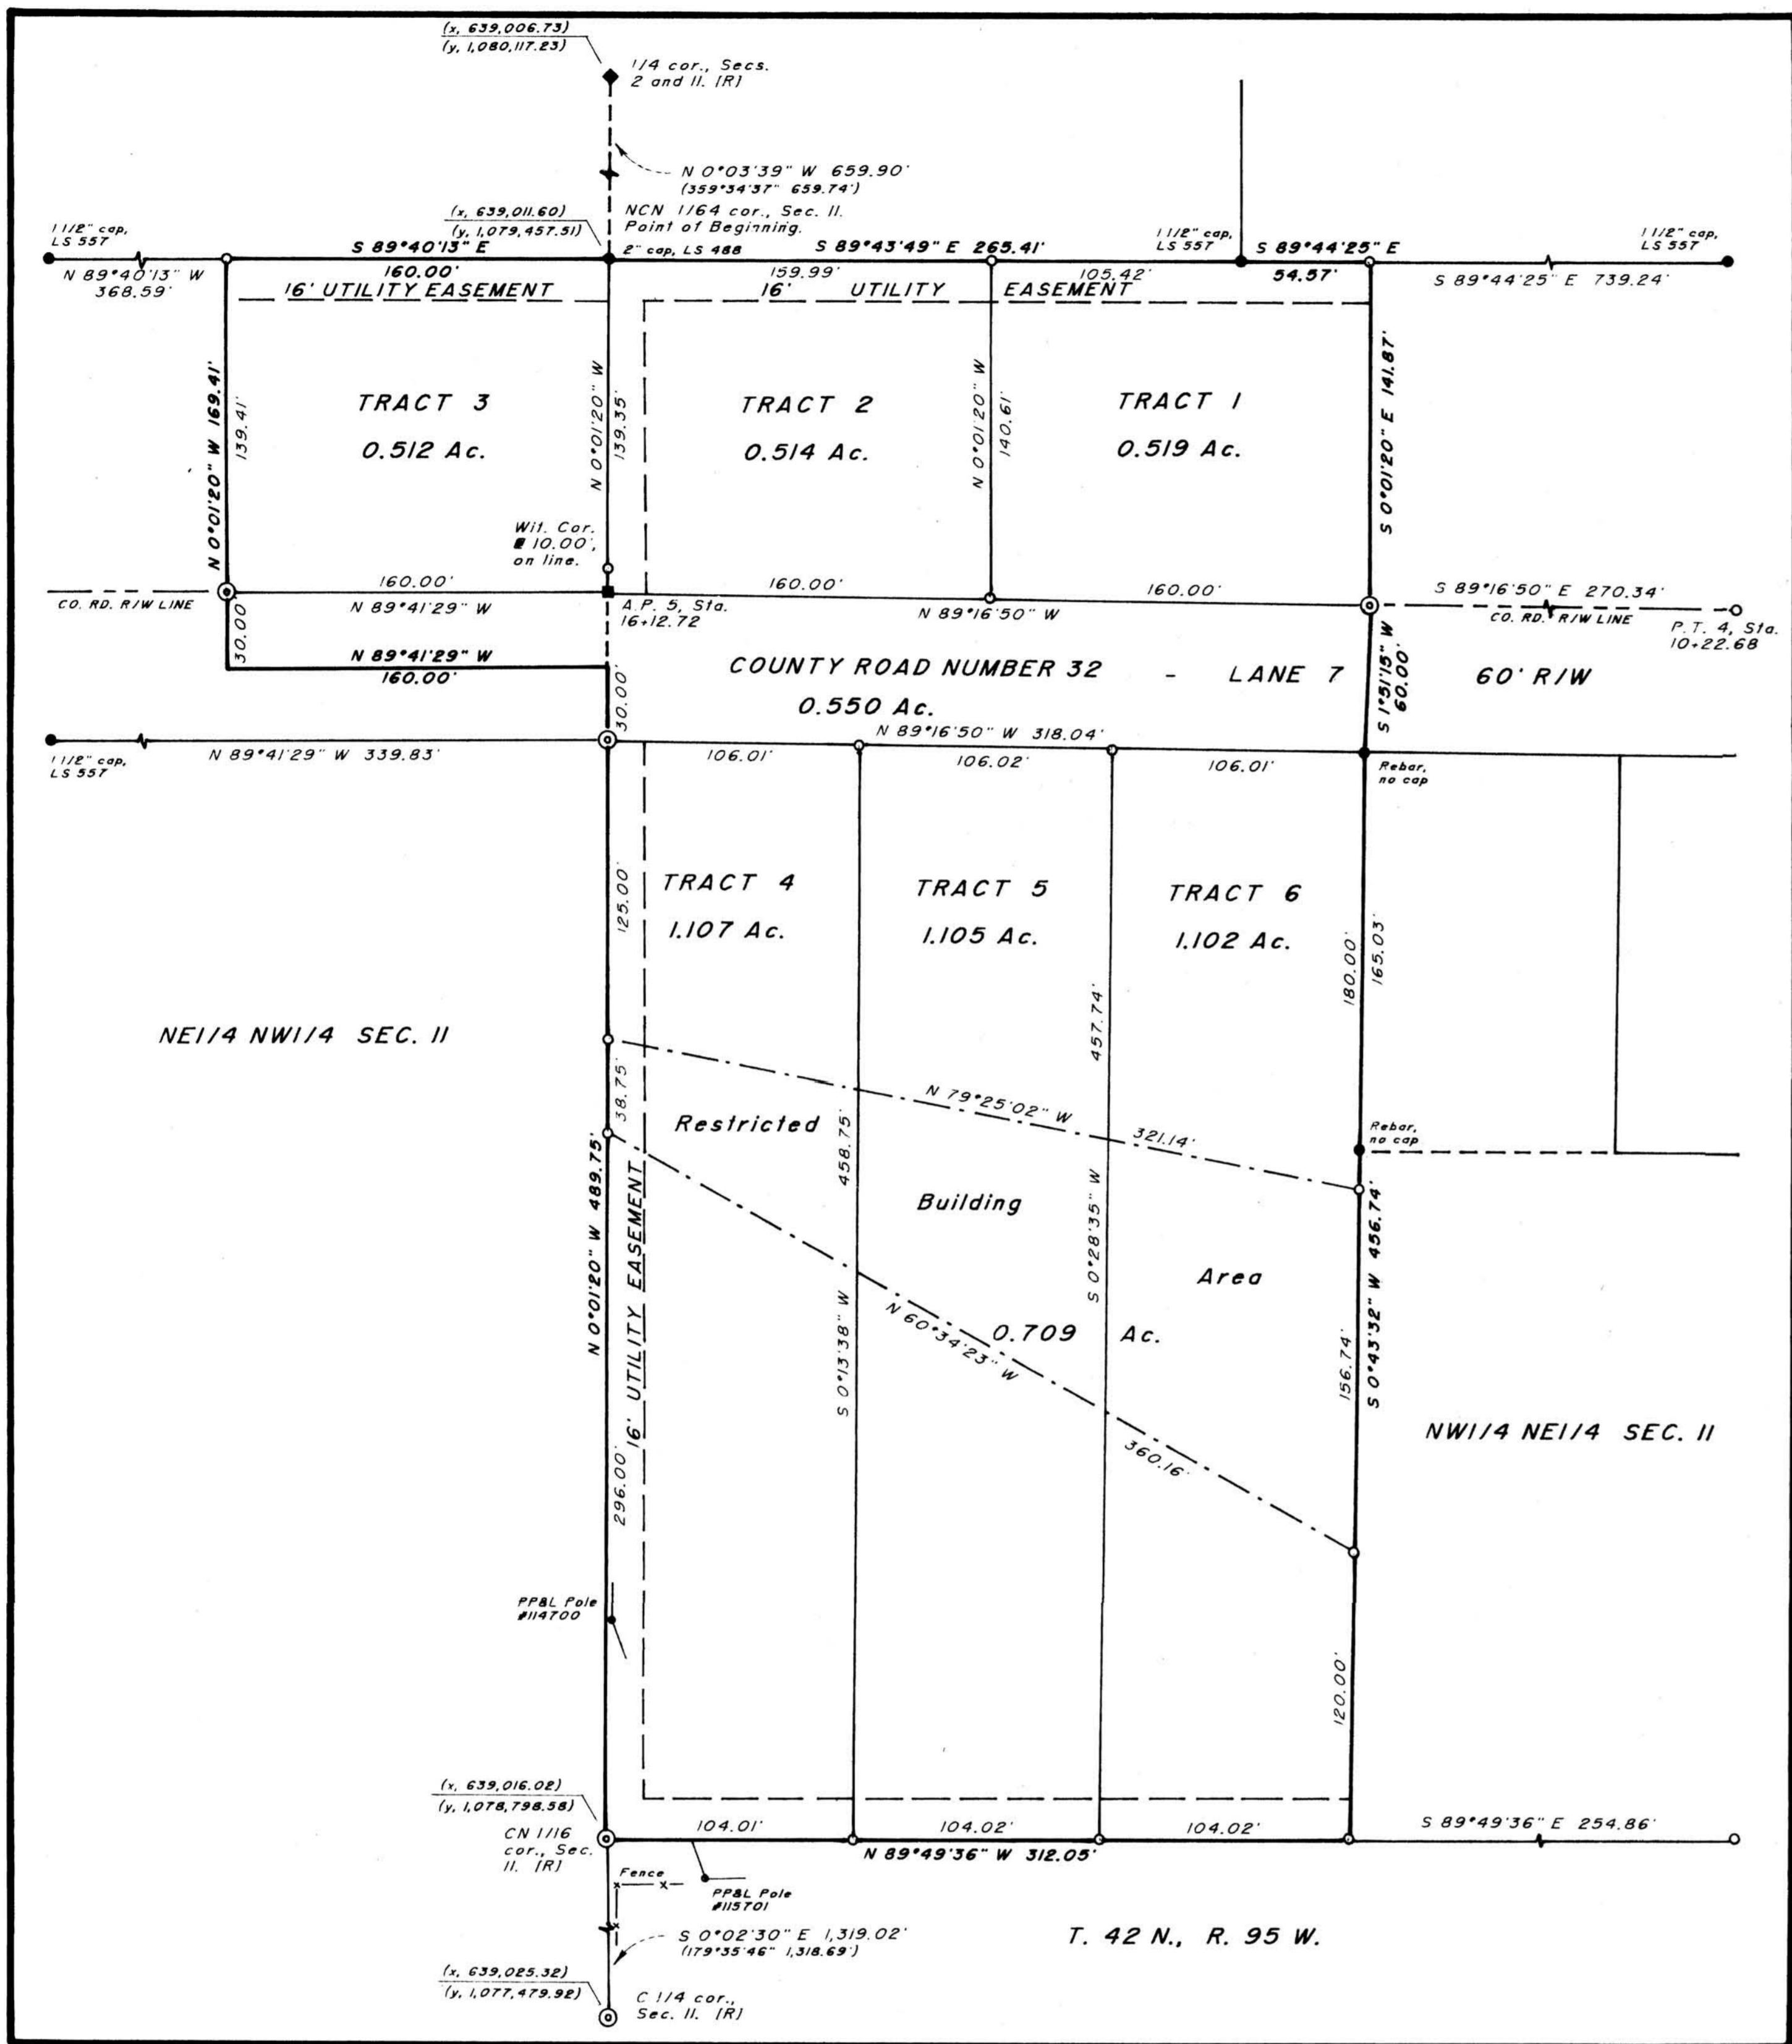 (x, 639,006.73)
(y, 1,080,117.23)
1/4 cor., Secs.
2 and 11. [R]
N 0°03'39" W 659.90'
(359°34'37" 659.74')
(x, 639,011.60)
(y, 1,079,457.51)
NCN 1/64 cor., Sec. 11.
Point of Beginning.
2" cap, LS 488
1 1/2" cap,
LS 557
N 89°40'13" W
368.59'
S 89°40'13" E
160.00'
S 89°43'49" E 265.41'
159.99'
105.42'
1 1/2" cap,
LS 557
S 89°44'25" E
54.57'
1 1/2" cap,
LS 557
S 89°44'25" E 739.24'
16' UTILITY EASEMENT
16' UTILITY EASEMENT
N 0°01'20" W 169.41'
139.41'
TRACT 3
0.512 Ac.
N 0°01'20" W
139.35'
TRACT 2
0.514 Ac.
N 0°01'20" W
140.61'
TRACT 1
0.519 Ac.
S 0°01'20" E 141.87'
Wit. Cor.
10.00',
on line.
CO. RD. R/W LINE
160.00'
N 89°41'29" W
A.P. 5, Sta.
16+12.72
160.00'
N 89°16'50" W
160.00'
S 89°16'50" E 270.34'
CO. RD. R/W LINE
P.T. 4, Sta.
10+22.68
30.00'
N 89°41'29" W
160.00'
30.00'
COUNTY ROAD NUMBER 32 - LANE 7
0.550 Ac.
S 1°51'15" W
60.00'
60' R/W
1 1/2" cap,
LS 557
N 89°41'29" W 339.83'
N 89°16'50" W 318.04'
106.01'
106.02'
106.01'
Rebar,
no cap
125.00'
TRACT 4
1.107 Ac.
TRACT 5
1.105 Ac.
TRACT 6
1.102 Ac.
180.00'
165.03'
NE1/4 NW1/4 SEC. 11
38.75'
457.74'
N 79°25'02" W
321.14'
Restricted
Building
Area
0.709 Ac.
Rebar,
no cap
458.75'
S 0°13'38" W
S 0°28'35" W
N 0°01'20" W 489.75'
16' UTILITY EASEMENT
N 60°34'23" W
360.16'
156.74'
S 0°43'32" W 456.74'
NW1/4 NE1/4 SEC. 11
296.00'
120.00'
PP&L Pole
#114700
(x, 639,016.02)
(y, 1,078,798.58)
CN 1/16
cor., Sec.
11. [R]
104.01'
104.02'
104.02'
N 89°49'36" W 312.05'
S 89°49'36" E 254.86'
Fence
PP&L Pole
#115701
S 0°02'30" E 1,319.02'
(179°35'46" 1,318.69')
T. 42 N., R. 95 W.
(x, 639,025.32)
(y, 1,077,479.92)
C 1/4 cor.,
Sec. 11. [R]